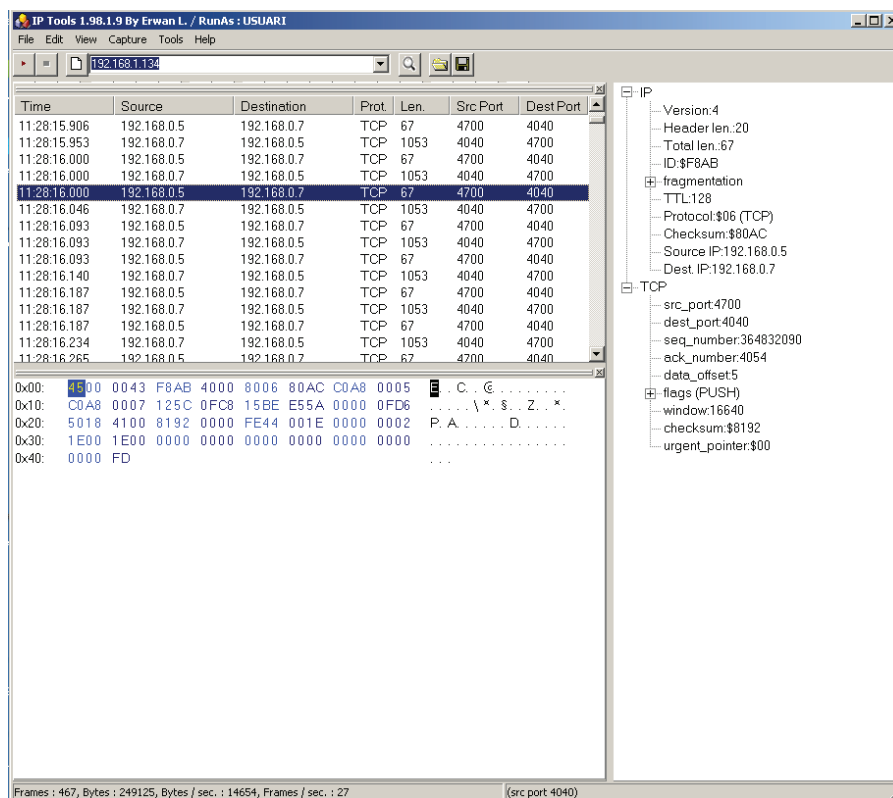 IP Tools 1.98.1.9 By Erwan L. / RunAs : USUARI
File Edit View Capture Tools Help
192.168.1.134
Time Source Destination Prot. Len. Src Port Dest Port
11:28:15.906 192.168.0.5 192.168.0.7 TCP 67 4700 4040
11:28:15.953 192.168.0.7 192.168.0.5 TCP 1053 4040 4700
11:28:16.000 192.168.0.5 192.168.0.7 TCP 67 4700 4040
11:28:16.000 192.168.0.7 192.168.0.5 TCP 1053 4040 4700
11:28:16.000 192.168.0.5 192.168.0.7 TCP 67 4700 4040
11:28:16.046 192.168.0.7 192.168.0.5 TCP 1053 4040 4700
11:28:16.093 192.168.0.5 192.168.0.7 TCP 67 4700 4040
11:28:16.093 192.168.0.7 192.168.0.5 TCP 1053 4040 4700
11:28:16.093 192.168.0.5 192.168.0.7 TCP 67 4700 4040
11:28:16.140 192.168.0.7 192.168.0.5 TCP 1053 4040 4700
11:28:16.187 192.168.0.5 192.168.0.7 TCP 67 4700 4040
11:28:16.187 192.168.0.7 192.168.0.5 TCP 1053 4040 4700
11:28:16.187 192.168.0.5 192.168.0.7 TCP 67 4700 4040
11:28:16.234 192.168.0.7 192.168.0.5 TCP 1053 4040 4700
11:28:16.265 192.168.0.5 192.168.0.7 TCP 67 4700 4040
0x00: 4500 0043 F8AB 4000 8006 80AC C0A8 0005 E. . C. . @. . . . . . . . .
0x10: C0A8 0007 125C 0FC8 15BE E55A 0000 0FD6 . . . . . \ *. §. . Z. . *.
0x20: 5018 4100 8192 0000 FE44 001E 0000 0002 P. A. . . . . . D. . . . . .
0x30: 1E00 1E00 0000 0000 0000 0000 0000 0000 . . . . . . . . . . . . . . . .
0x40: 0000 FD . . .
IP
Version:4
Header len.:20
Total len.:67
ID:$F8AB
fragmentation
TTL:128
Protocol:$06 (TCP)
Checksum:$80AC
Source IP:192.168.0.5
Dest. IP:192.168.0.7
TCP
src_port:4700
dest_port:4040
seq_number:364832090
ack_number:4054
data_offset:5
flags (PUSH)
window:16640
checksum:$8192
urgent_pointer:$00
Frames : 467, Bytes : 249125, Bytes / sec. : 14654, Frames / sec. : 27
(src port 4040)